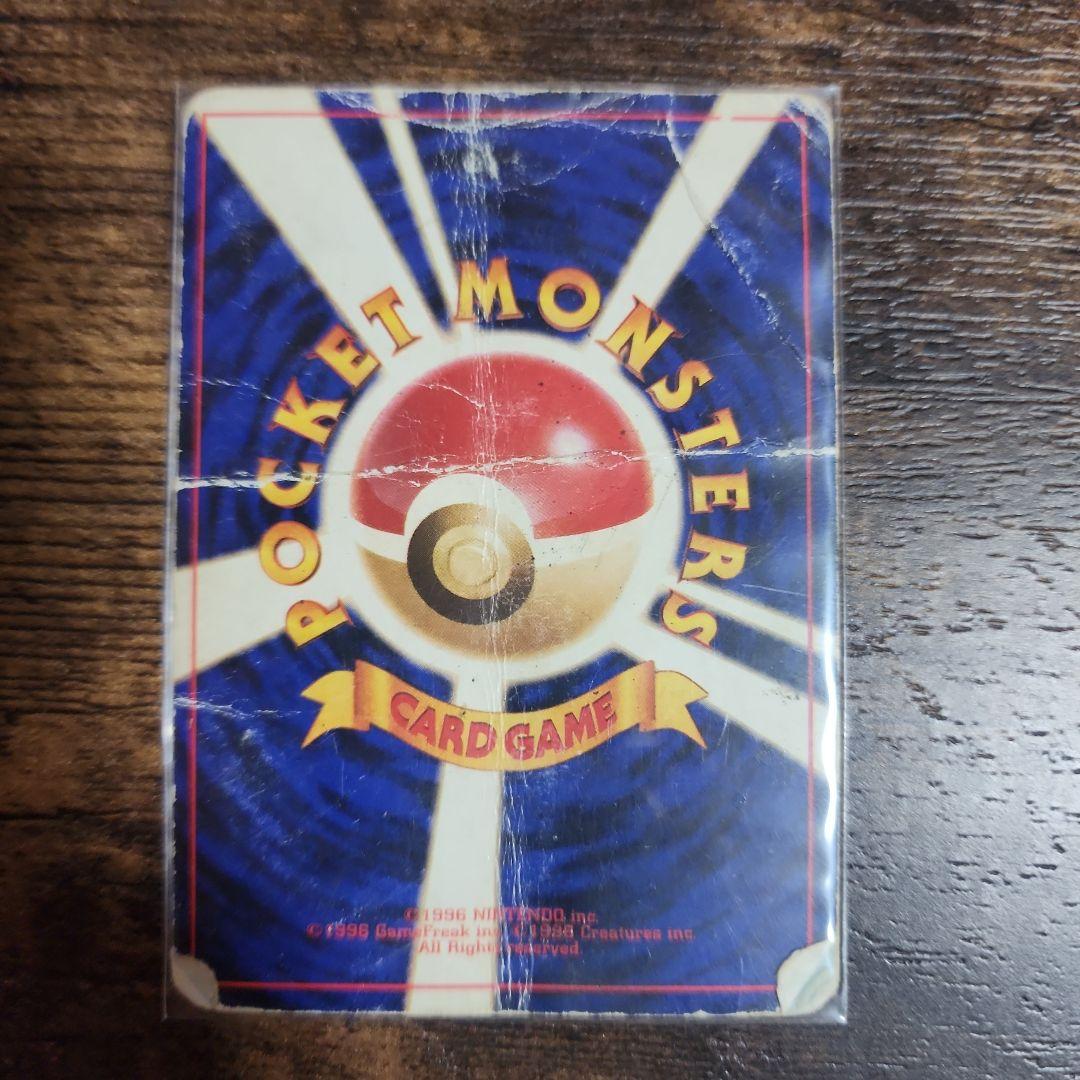 POCKET MONSTERS
CARD GAME
©1996 NINTENDO inc.
©1996 GameFreak inc. ©1996 Creatures inc.
All Rights reserved.